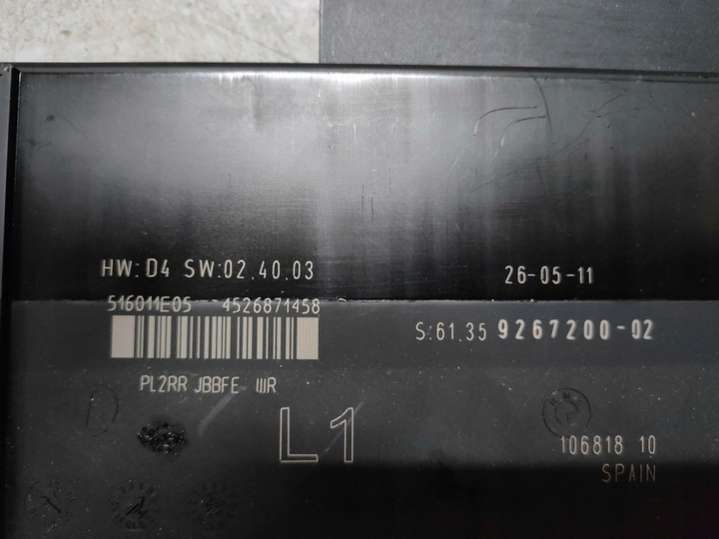 HW:D4 SW:02.40.03
26-05-11
516011E05 4526871458
S:61.35 9267200-02
PL2RR JBBFE WR
L1
106818 10
SPAIN